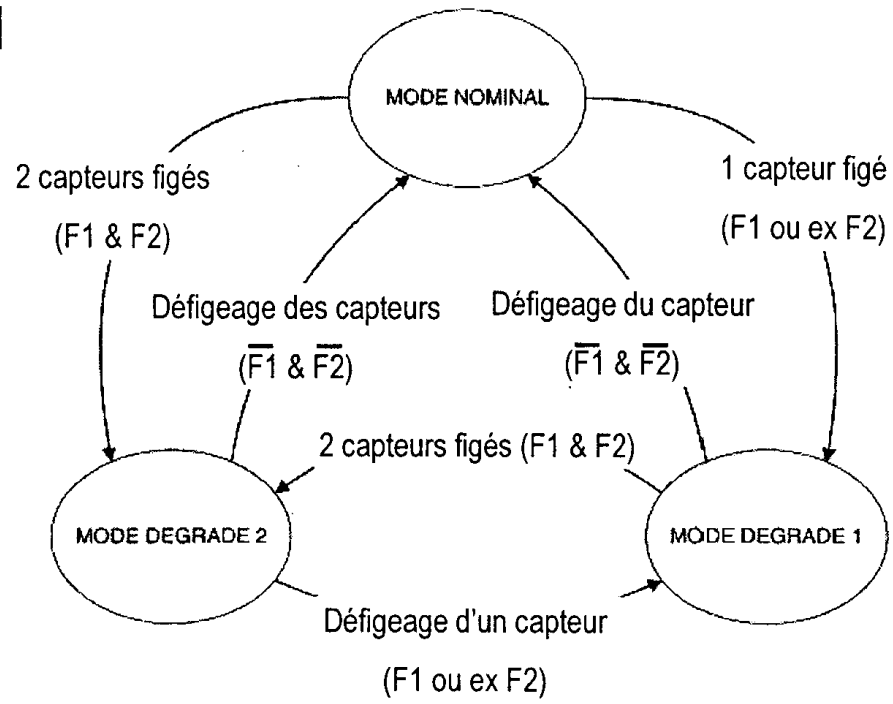 MODE NOMINAL
2 capteurs figés
(F1 & F2)
1 capteur figé
(F1 ou ex F2)
Défigeage des capteurs
(F̅1̅ & F̅2̅)
Défigeage du capteur
(F̅1̅ & F̅2̅)
2 capteurs figés (F1 & F2)
MODE DEGRADE 2
MODE DEGRADE 1
Défigeage d'un capteur
(F1 ou ex F2)